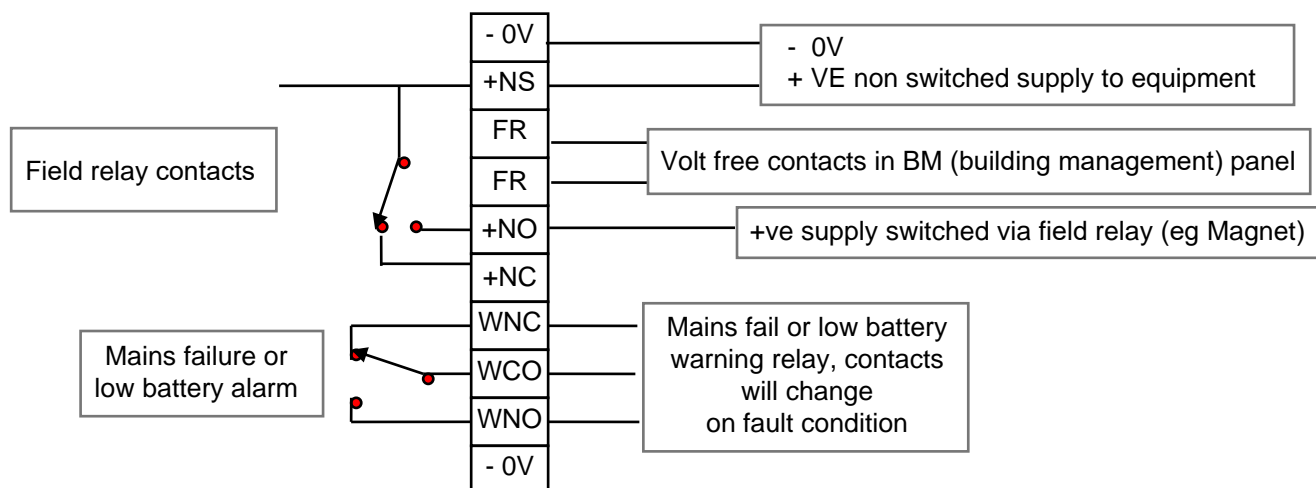 - 0V
+NS
FR
FR
+NO
+NC
WNC
WCO
WNO
- 0V
Field relay contacts
Mains failure or
low battery alarm
- 0V
+ VE non switched supply to equipment
Volt free contacts in BM (building management) panel
+ve supply switched via field relay (eg Magnet)
Mains fail or low battery
warning relay, contacts
will change
on fault condition